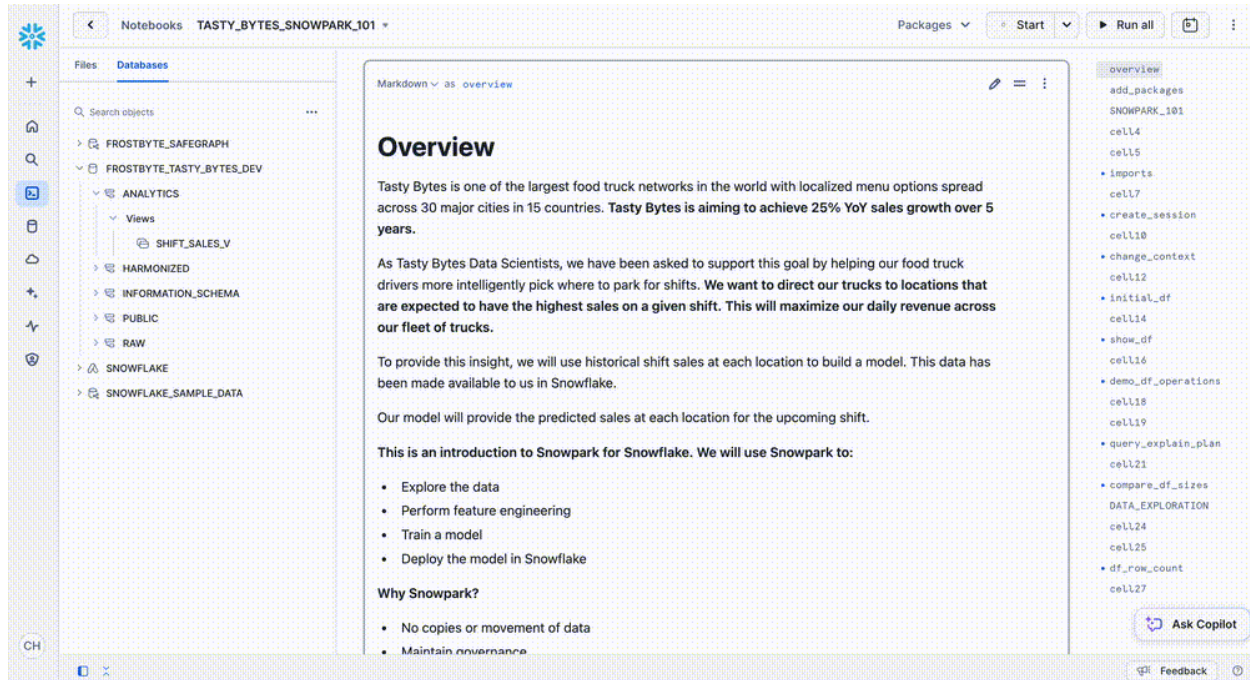 Notebooks TASTY_BYTES_SNOWPARK_101
Packages
Start
Run all
Files Databases
Search objects
FROSTBYTE_SAFEGRAPH
FROSTBYTE_TASTY_BYTES_DEV
ANALYTICS
Views
SHIFT_SALES_V
HARMONIZED
INFORMATION_SCHEMA
PUBLIC
RAW
SNOWFLAKE
SNOWFLAKE_SAMPLE_DATA
CH
Markdown as overview
Overview
Tasty Bytes is one of the largest food truck networks in the world with localized menu options spread
across 30 major cities in 15 countries. Tasty Bytes is aiming to achieve 25% YoY sales growth over 5
years.
As Tasty Bytes Data Scientists, we have been asked to support this goal by helping our food truck
drivers more intelligently pick where to park for shifts. We want to direct our trucks to locations that
are expected to have the highest sales on a given shift. This will maximize our daily revenue across
our fleet of trucks.
To provide this insight, we will use historical shift sales at each location to build a model. This data has
been made available to us in Snowflake.
Our model will provide the predicted sales at each location for the upcoming shift.
This is an introduction to Snowpark for Snowflake. We will use Snowpark to:
• Explore the data
• Perform feature engineering
• Train a model
• Deploy the model in Snowflake
Why Snowpark?
• No copies or movement of data
• Maintain governance
overview
add_packages
SNOWPARK_101
cell4
cell5
• imports
cell7
• create_session
cell10
• change_context
cell12
• initial_df
cell14
• show_df
cell16
• demo_df_operations
cell18
cell19
• query_explain_plan
cell21
• compare_df_sizes
DATA_EXPLORATION
cell24
cell25
• df_row_count
cell27
Ask Copilot
Feedback